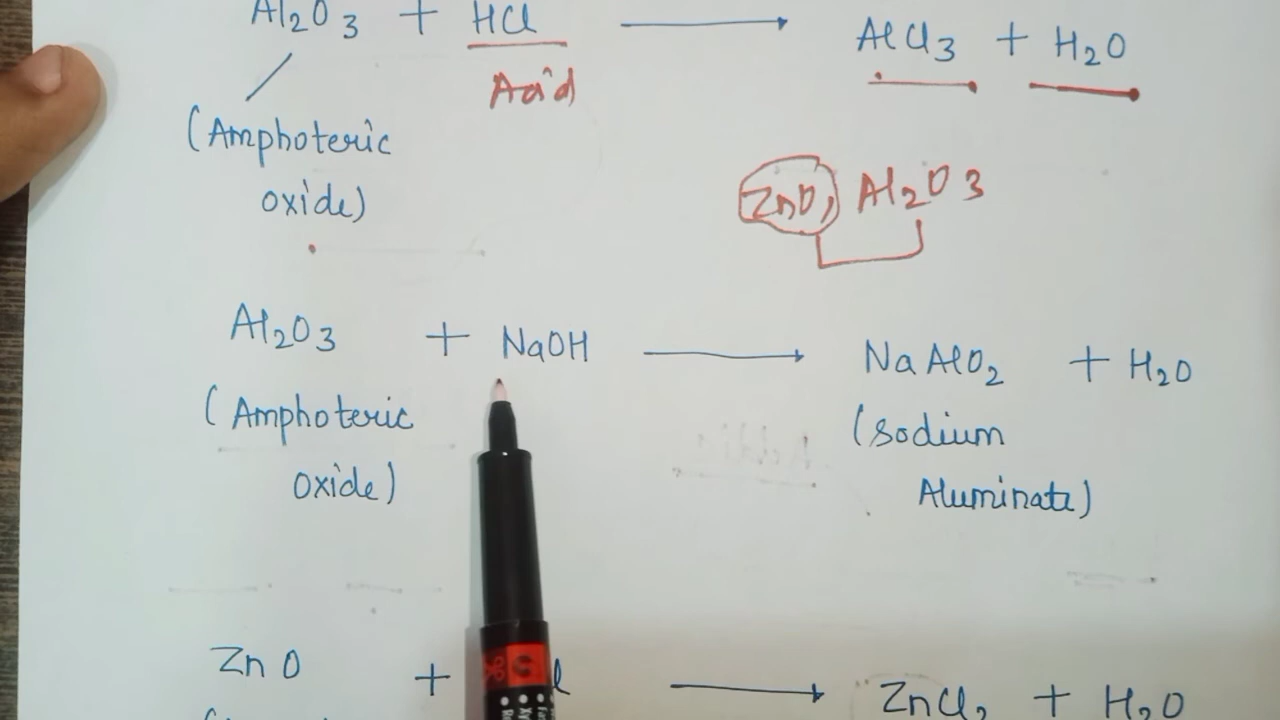 Al2O3 + HCl → AlCl3 + H2O
Acid
(Amphoteric
oxide)
ZnO, Al2O3
Al2O3 + NaOH → NaAlO2 + H2O
(Amphoteric
oxide)
(sodium
Aluminate)
ZnO + l → ZnCl2 + H2O